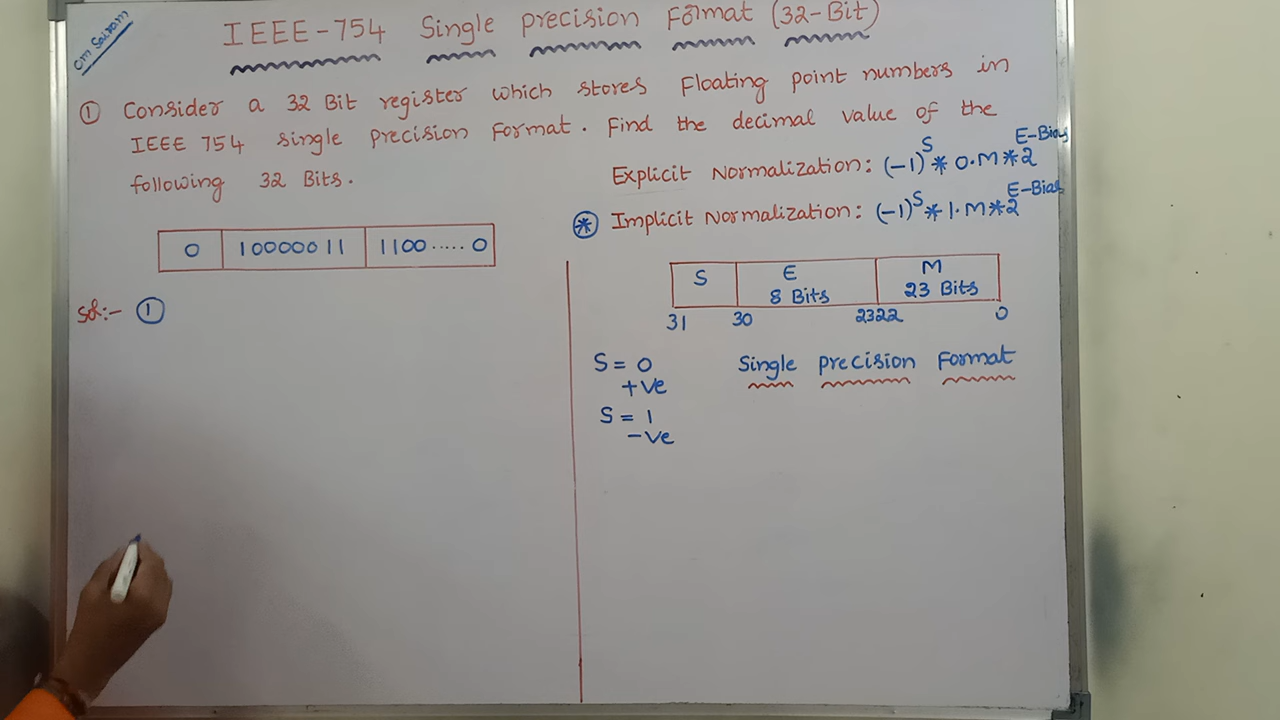 Om Sairam
IEEE-754 Single precision Format (32-Bit)
① Consider a 32 Bit register which stores Floating point numbers in
IEEE 754 single precision Format. Find the decimal value of the
following 32 Bits.
Explicit Normalization: (-1)^S * 0.M * 2^E-Bias
⊛ Implicit Normalization: (-1)^S * 1.M * 2^E-Bias
0 10000011 1100.....0
Sol:- ①
S E M
8 Bits 23 Bits
31 30 23 22 0
S = 0
+ve
S = 1
-ve
Single precision Format